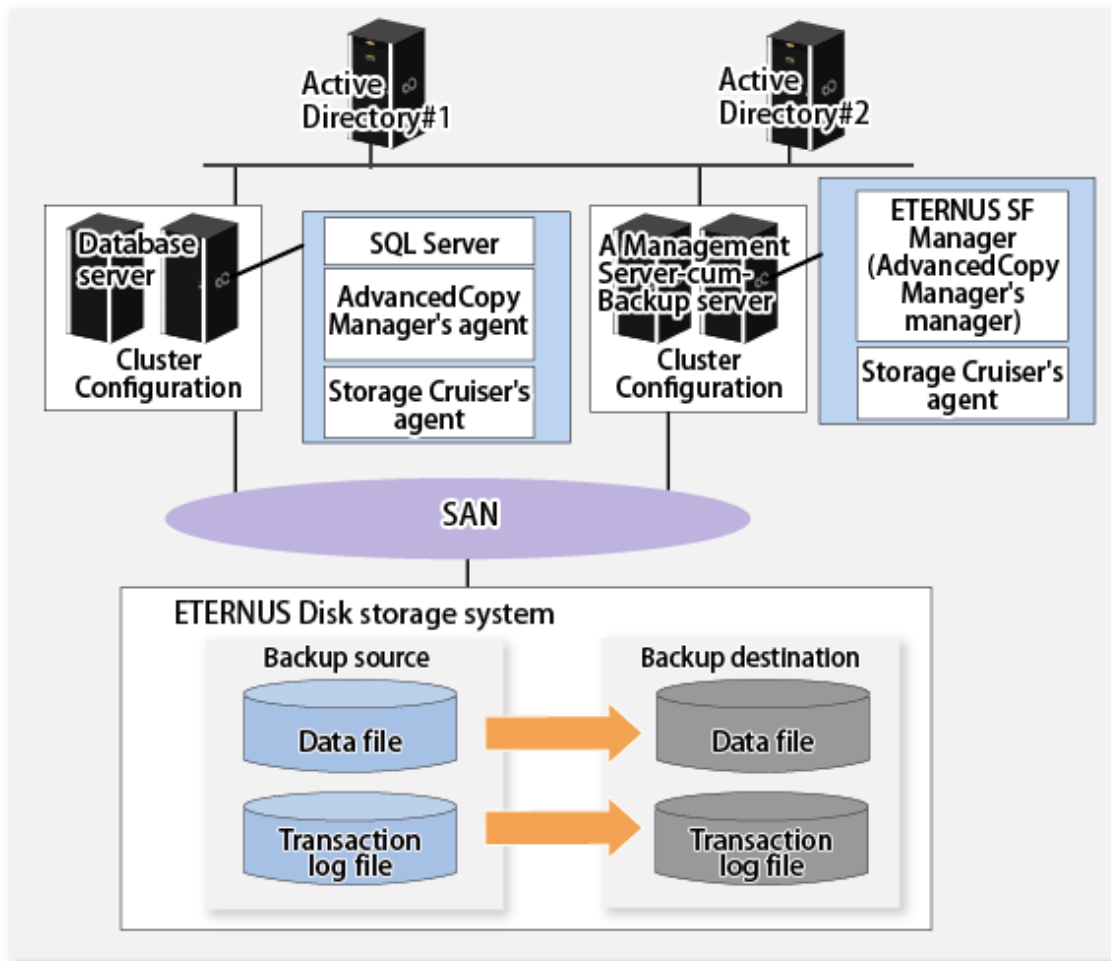 Active
Directory#1
Active
Directory#2
Database
server
Cluster
Configuration
SQL Server
AdvancedCopy
Manager's agent
Storage Cruiser's
agent
A Management
Server-cum-
Backup server
Cluster
Configuration
ETERNUS SF
Manager
(AdvancedCopy
Manager's
manager)
Storage Cruiser's
agent
SAN
ETERNUS Disk storage system
Backup source
Backup destination
Data file
Data file
Transaction
log file
Transaction
log file